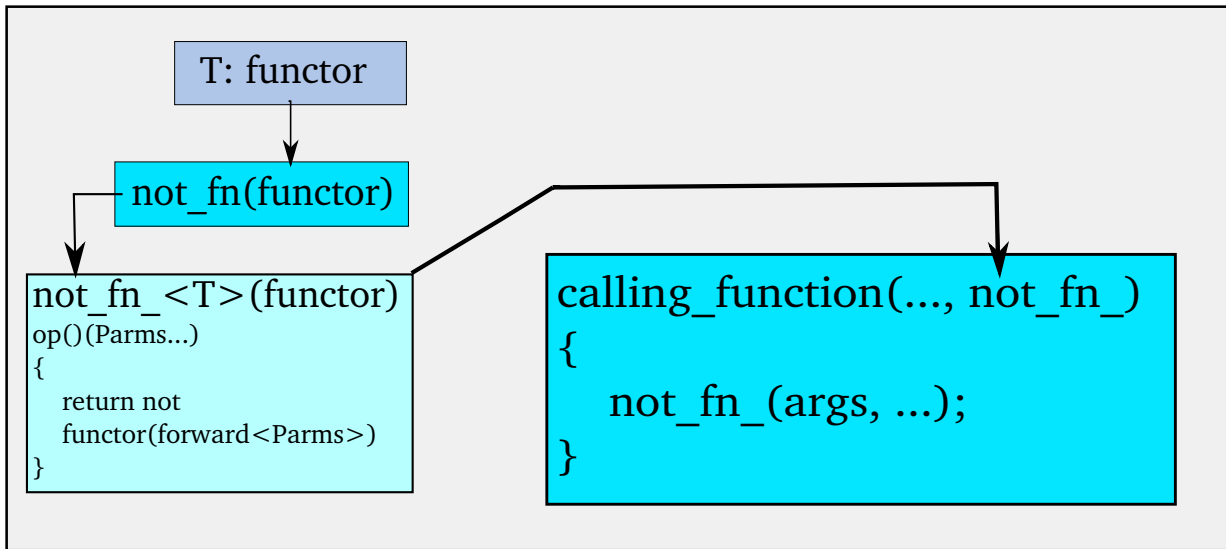 T: functor
not_fn(functor)
not_fn_<T>(functor)
op()(Parms...)
{
return not
functor(forward<Parms>)
}
calling_function(..., not_fn_)
{
not_fn_(args, ...);
}